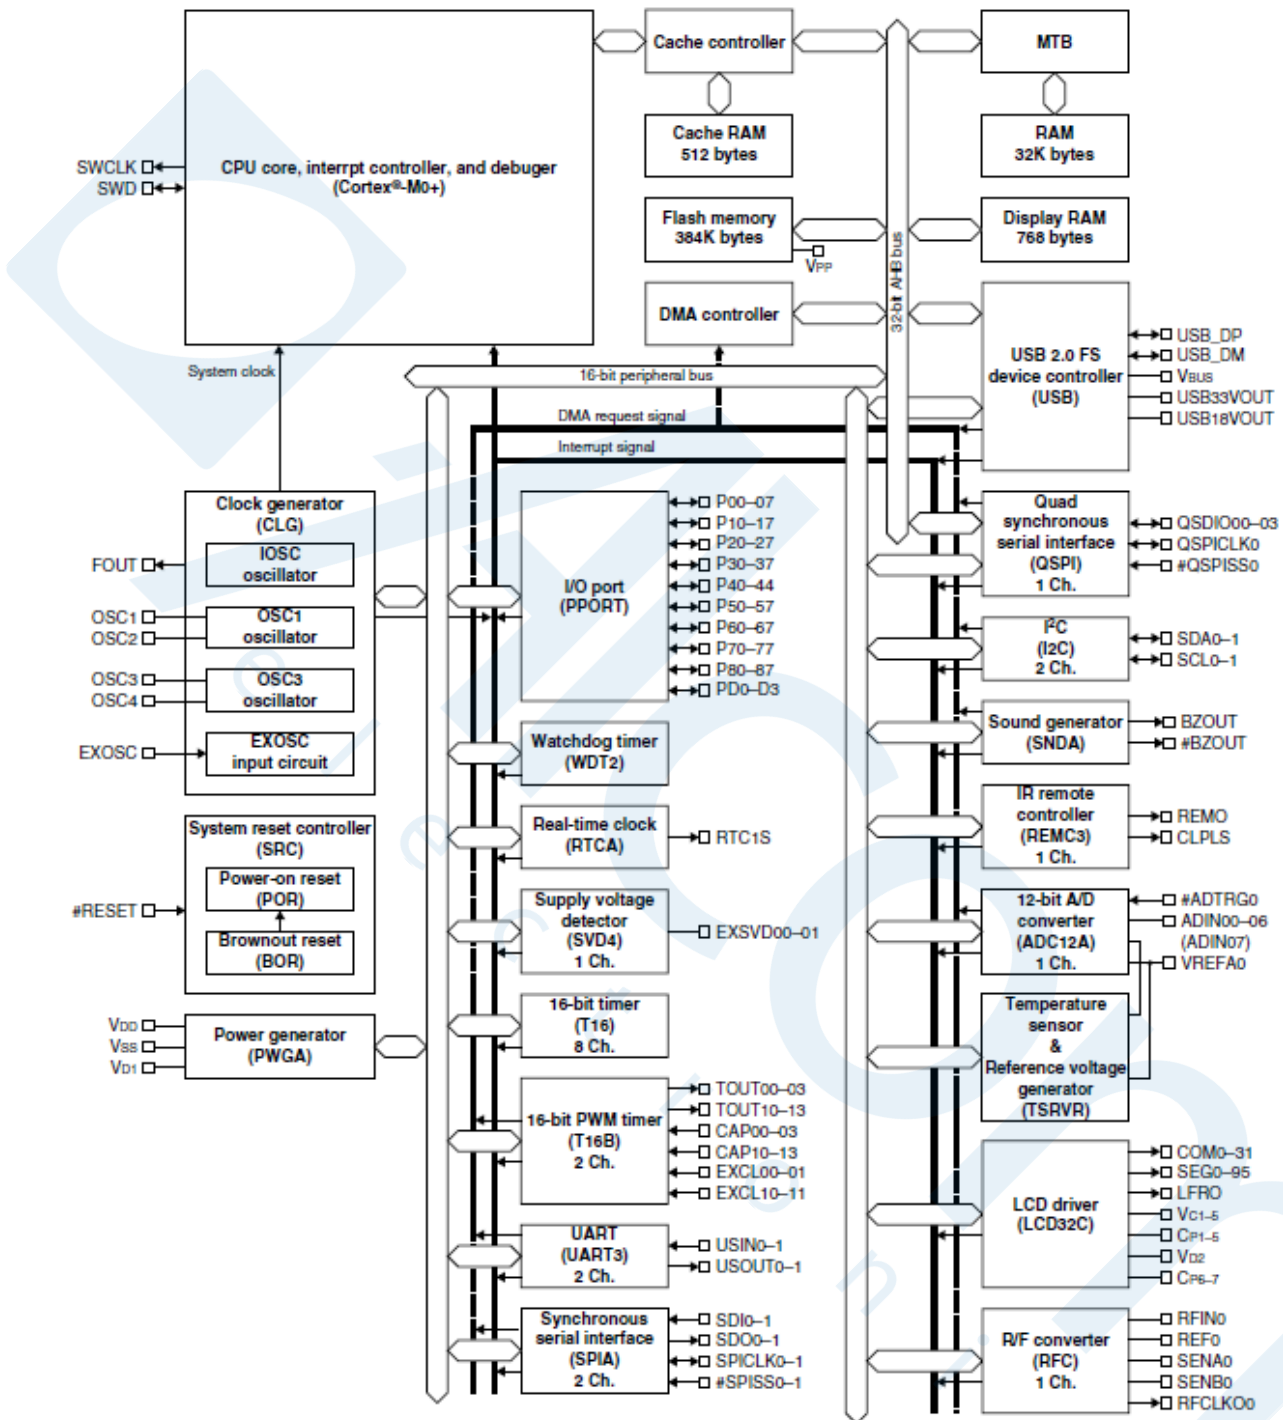 Cache controller
MTB
Cache RAM
512 bytes
RAM
32K bytes
SWCLK
SWD
CPU core, interrpt controller, and debuger
(Cortex®-M0+)
Flash memory
384K bytes
VPP
Display RAM
768 bytes
32-bit AHB bus
DMA controller
USB 2.0 FS
device controller
(USB)
USB_DP
USB_DM
VBUS
USB33VOUT
USB18VOUT
System clock
16-bit peripheral bus
DMA request signal
Interrupt signal
Clock generator
(CLG)
IOSC
oscillator
OSC1
oscillator
OSC3
oscillator
EXOSC
input circuit
FOUT
OSC1
OSC2
OSC3
OSC4
EXOSC
System reset controller
(SRC)
Power-on reset
(POR)
Brownout reset
(BOR)
#RESET
VDD
VSS
VD1
Power generator
(PWGA)
I/O port
(PPORT)
P00–07
P10–17
P20–27
P30–37
P40–44
P50–57
P60–67
P70–77
P80–87
PD0–D3
Watchdog timer
(WDT2)
Real-time clock
(RTCA)
RTC1S
Supply voltage
detector
(SVD4)
1 Ch.
EXSVD00–01
16-bit timer
(T16)
8 Ch.
16-bit PWM timer
(T16B)
2 Ch.
TOUT00–03
TOUT10–13
CAP00–03
CAP10–13
EXCL00–01
EXCL10–11
UART
(UART3)
2 Ch.
USIN0–1
USOUT0–1
Synchronous
serial interface
(SPIA)
2 Ch.
SDI0–1
SDO0–1
SPICLK0–1
#SPISS0–1
Quad
synchronous
serial interface
(QSPI)
1 Ch.
QSDIO00–03
QSPICLK0
#QSPISS0
I²C
(I2C)
2 Ch.
SDA0–1
SCL0–1
Sound generator
(SNDA)
BZOUT
#BZOUT
IR remote
controller
(REMC3)
1 Ch.
REMO
CLPLS
12-bit A/D
converter
(ADC12A)
1 Ch.
#ADTRG0
ADIN00–06
(ADIN07)
VREFA0
Temperature
sensor
&
Reference voltage
generator
(TSRVR)
LCD driver
(LCD32C)
COM0–31
SEG0–95
LFRO
VC1–5
CP1–5
VD2
CP6–7
R/F converter
(RFC)
1 Ch.
RFIN0
REF0
SENA0
SENB0
RFCLKO0